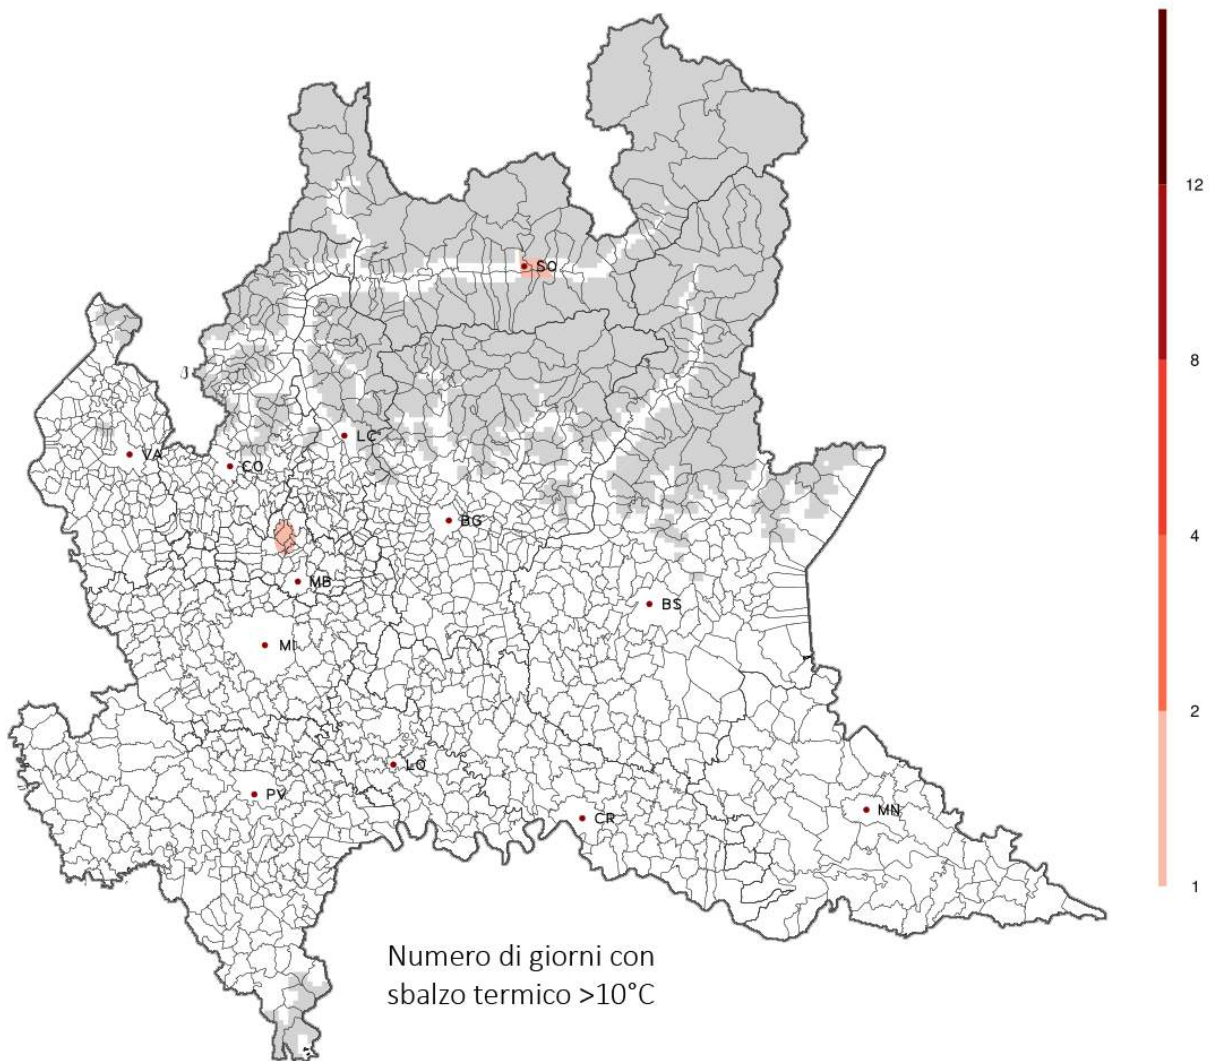 12
SO
8
LC
VA
CO
4
BG
MB
BS
MI
2
LO
PV
MN
CR
1
Numero di giorni con
sbalzo termico >10°C